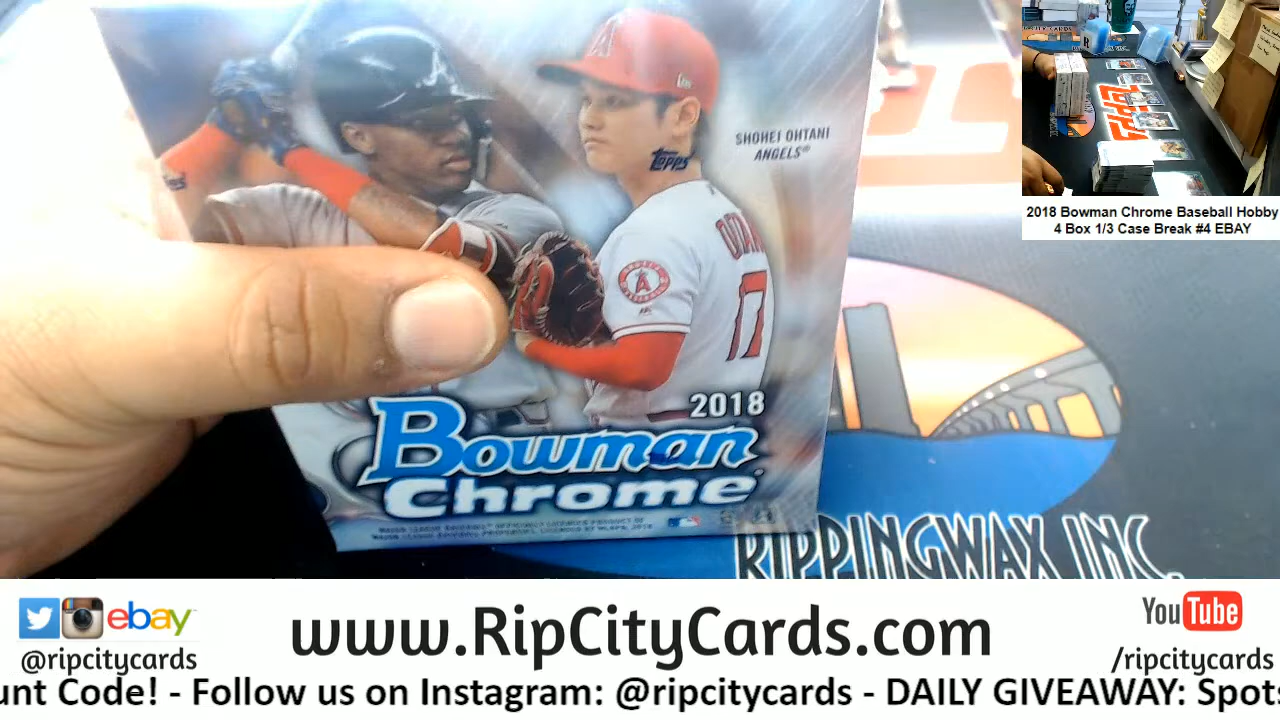 SHOHEI OHTANI
ANGELS®
Topps
17
2018
Bowman
Chrome
RIPPINGWAX INC.
2018 Bowman Chrome Baseball Hobby
4 Box 1/3 Case Break #4 EBAY
ebay
@ripcitycards
www.RipCityCards.com
YouTube
/ripcitycards
unt Code! - Follow us on Instagram: @ripcitycards - DAILY GIVEAWAY: Spots